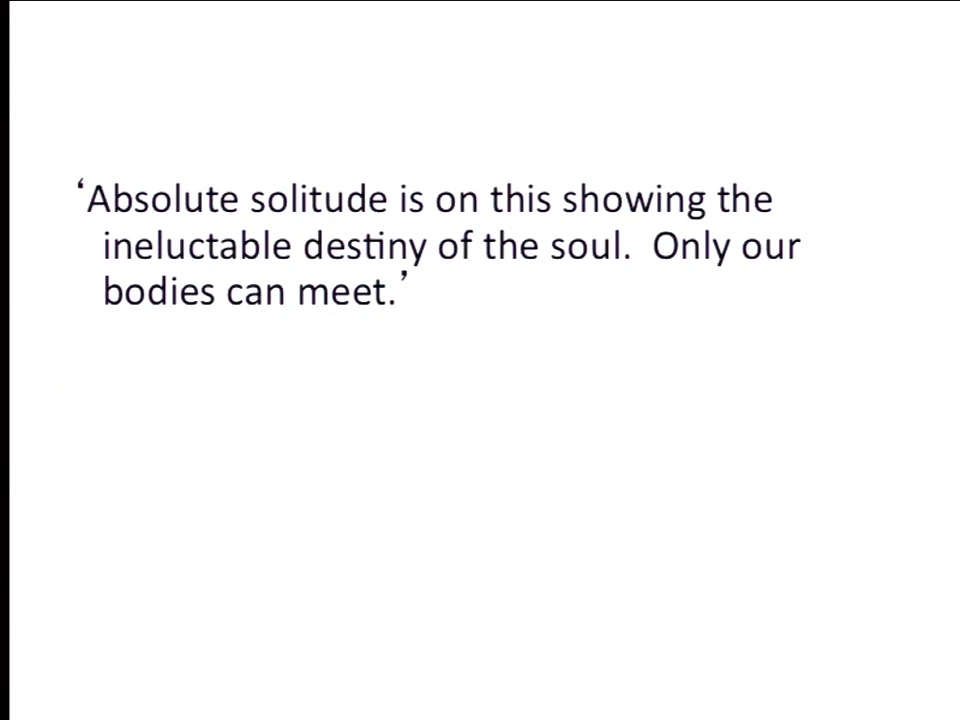 ‘Absolute solitude is on this showing the
ineluctable destiny of the soul.  Only our
bodies can meet.’